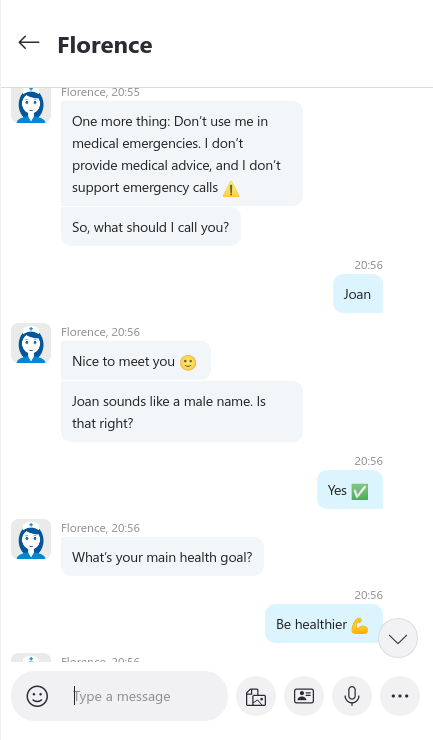 Florence
Florence, 20:55
One more thing: Don't use me in
medical emergencies. I don't
provide medical advice, and I don't
support emergency calls ⚠️
So, what should I call you?
20:56
Joan
Florence, 20:56
Nice to meet you 🙂
Joan sounds like a male name. Is
that right?
20:56
Yes ✅
Florence, 20:56
What's your main health goal?
20:56
Be healthier 💪
Florence, 20:56
Type a message